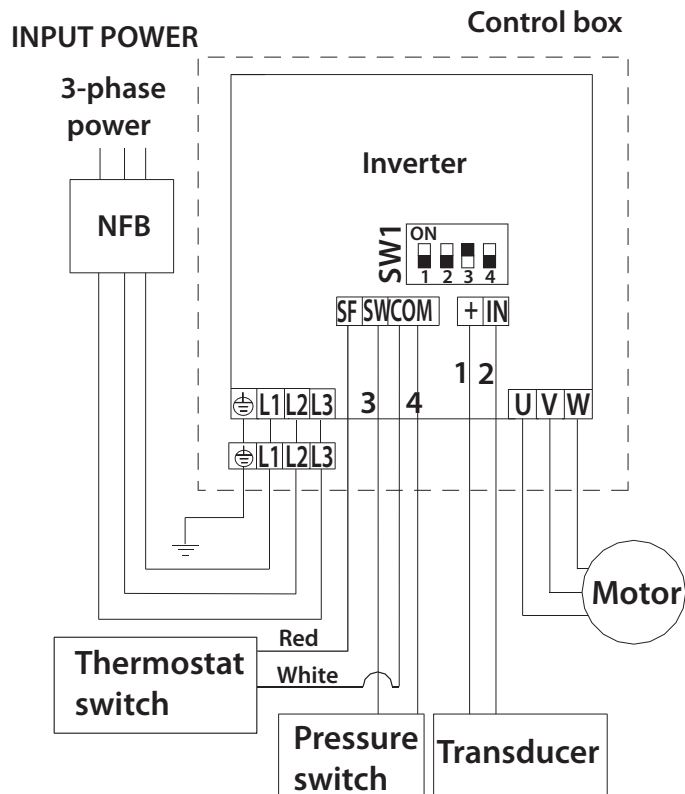 Control box
INPUT POWER
3-phase
power
NFB
Inverter
SW1
ON
1 2 3 4
SF SW COM + IN
1 2
3 4
L1 L2 L3 U V W
L1 L2 L3
Motor
Red
White
Thermostat
switch
Pressure
switch
Transducer